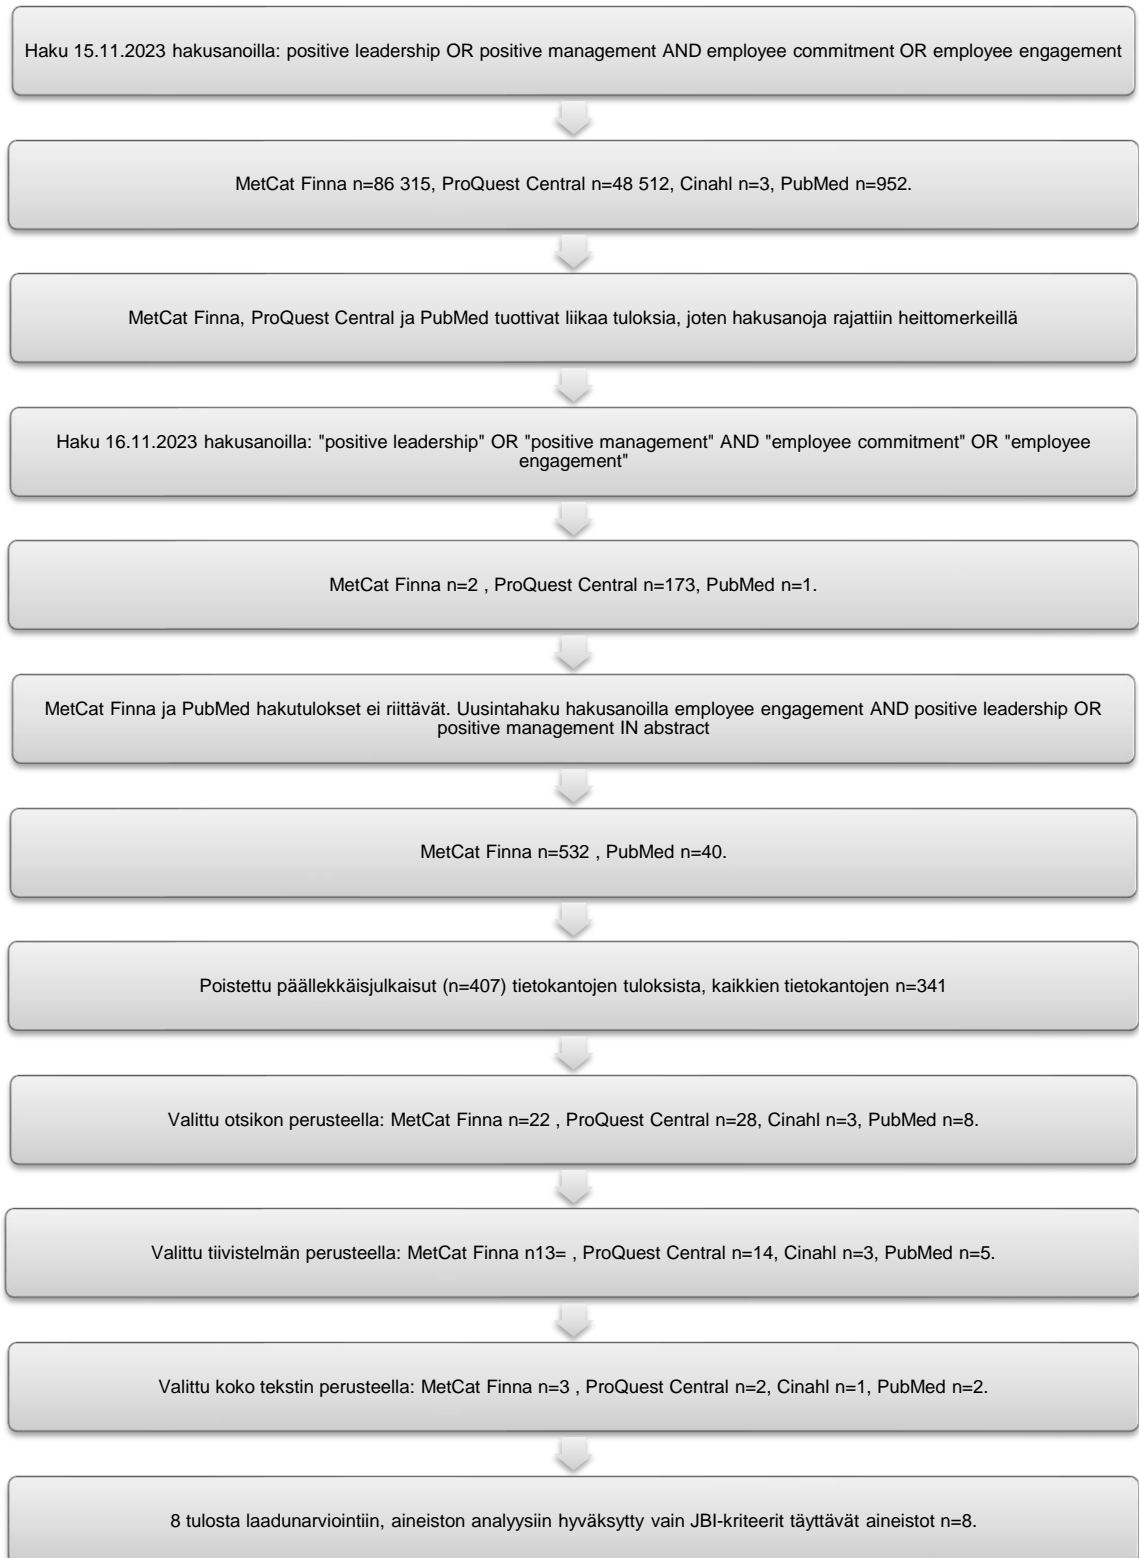 Haku 15.11.2023 hakusanoilla: positive leadership OR positive management AND employee commitment OR employee engagement
MetCat Finna n=86 315, ProQuest Central n=48 512, Cinahl n=3, PubMed n=952.
MetCat Finna, ProQuest Central ja PubMed tuottivat liikaa tuloksia, joten hakusanoja rajattiin heittomerkeillä
Haku 16.11.2023 hakusanoilla: "positive leadership" OR "positive management" AND "employee commitment" OR "employee
engagement"
MetCat Finna n=2 , ProQuest Central n=173, PubMed n=1.
MetCat Finna ja PubMed hakutulokset ei riittävät. Uusintahaku hakusanoilla employee engagement AND positive leadership OR
positive management IN abstract
MetCat Finna n=532 , PubMed n=40.
Poistettu päällekkäisjulkaisut (n=407) tietokantojen tuloksista, kaikkien tietokantojen n=341
Valittu otsikon perusteella: MetCat Finna n=22 , ProQuest Central n=28, Cinahl n=3, PubMed n=8.
Valittu tiivistelmän perusteella: MetCat Finna n13= , ProQuest Central n=14, Cinahl n=3, PubMed n=5.
Valittu koko tekstin perusteella: MetCat Finna n=3 , ProQuest Central n=2, Cinahl n=1, PubMed n=2.
8 tulosta laadunarviointiin, aineiston analyysiin hyväksytty vain JBI-kriteerit täyttävät aineistot n=8.